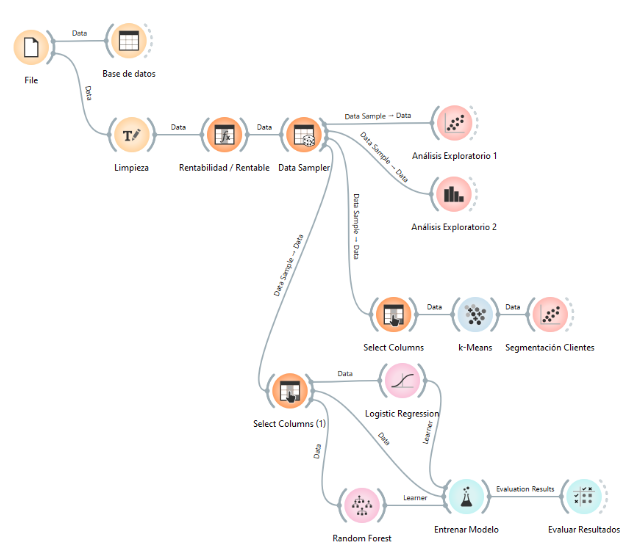 Data
File
Base de datos
Data
Data
Data
Limpieza
Rentabilidad / Rentable
Data Sampler
Data Sample → Data
Análisis Exploratorio 1
Data Sample → Data
Análisis Exploratorio 2
Data Sample → Data
Data Sample → Data
Data
Data
Select Columns
k-Means
Segmentación Clientes
Data
Select Columns (1)
Logistic Regression
Learner
Data
Data
Learner
Evaluation Results
Random Forest
Entrenar Modelo
Evaluar Resultados